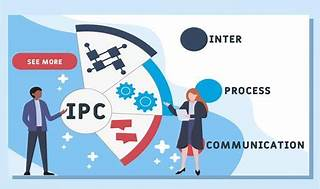 SEE MORE
IPC
INTER
PROCESS
COMMUNICATION